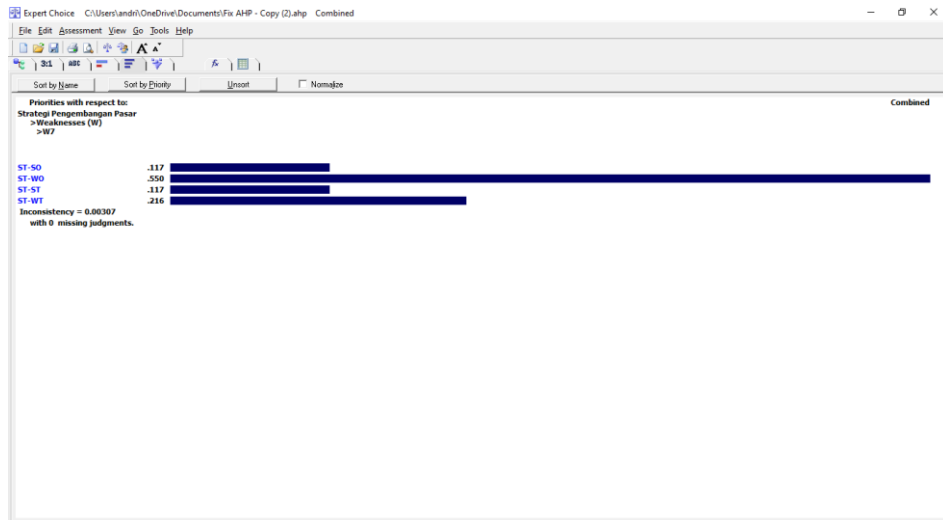 Expert Choice C:\Users\andri\OneDrive\Documents\Fix AHP - Copy (2).ahp Combined
File Edit Assessment View Go Tools Help
A A
3:1 ABC fx
Sort by Name Sort by Priority Unsort Normalize
Priorities with respect to: Combined
Strategi Pengembangan Pasar
>Weaknesses (W)
>W7
ST-SO .117
ST-WO .550
ST-ST .117
ST-WT .216
Inconsistency = 0.00307
with 0 missing judgments.